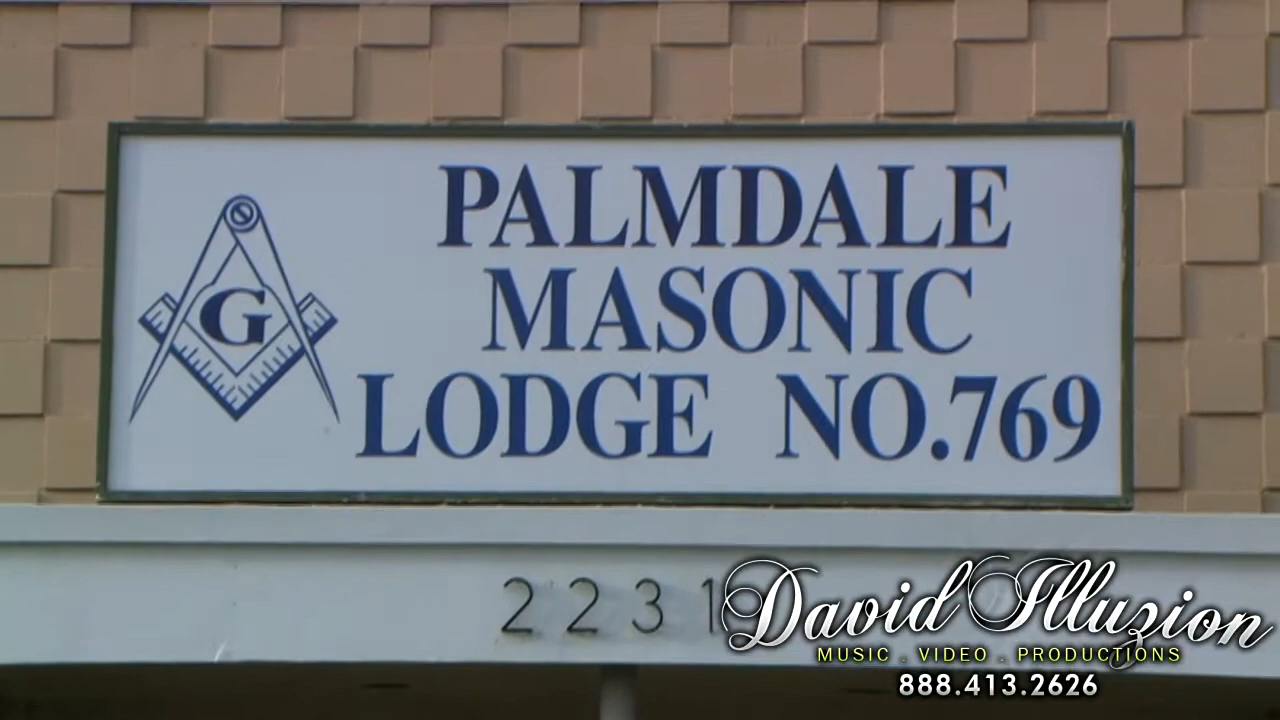 PALMDALE
MASONIC
G
LODGE NO.769
2231
David Illuzion
MUSIC . VIDEO . PRODUCTIONS
888.413.2626